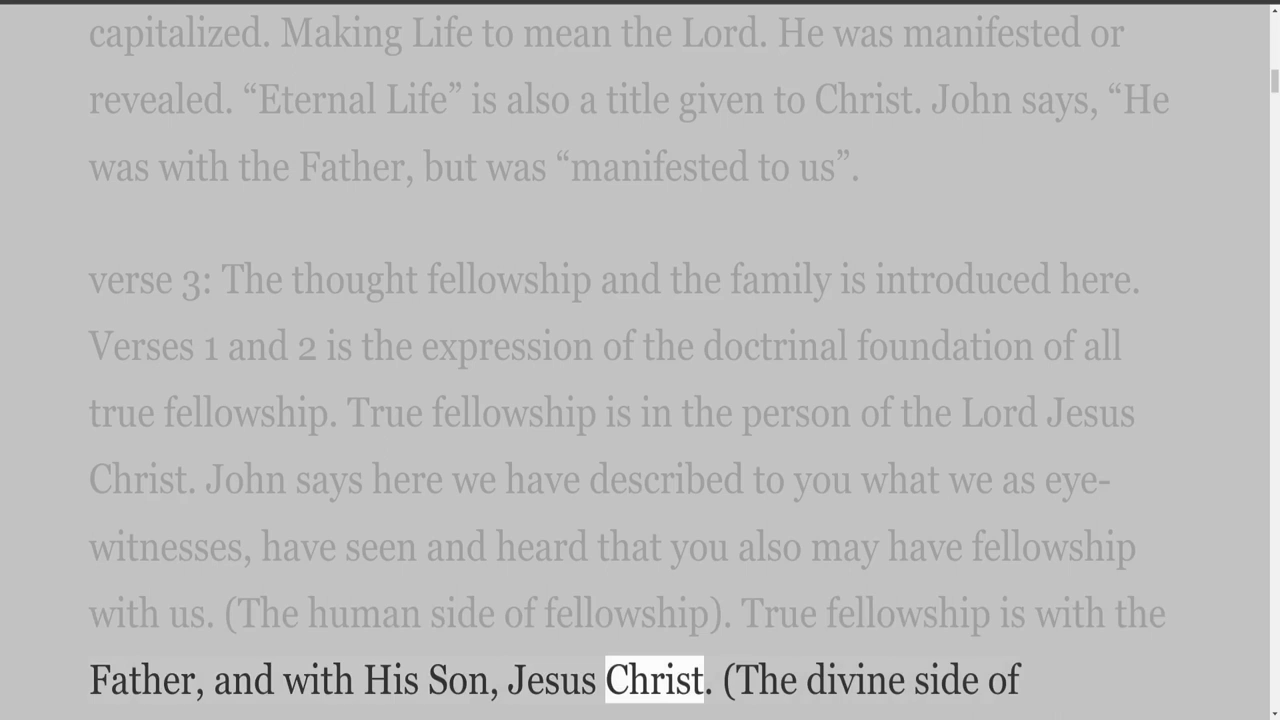 capitalized. Making Life to mean the Lord. He was manifested or
revealed. “Eternal Life” is also a title given to Christ. John says, “He
was with the Father, but was “manifested to us”.
verse 3: The thought fellowship and the family is introduced here.
Verses 1 and 2 is the expression of the doctrinal foundation of all
true fellowship. True fellowship is in the person of the Lord Jesus
Christ. John says here we have described to you what we as eye-
witnesses, have seen and heard that you also may have fellowship
with us. (The human side of fellowship). True fellowship is with the
Father, and with His Son, Jesus Christ. (The divine side of